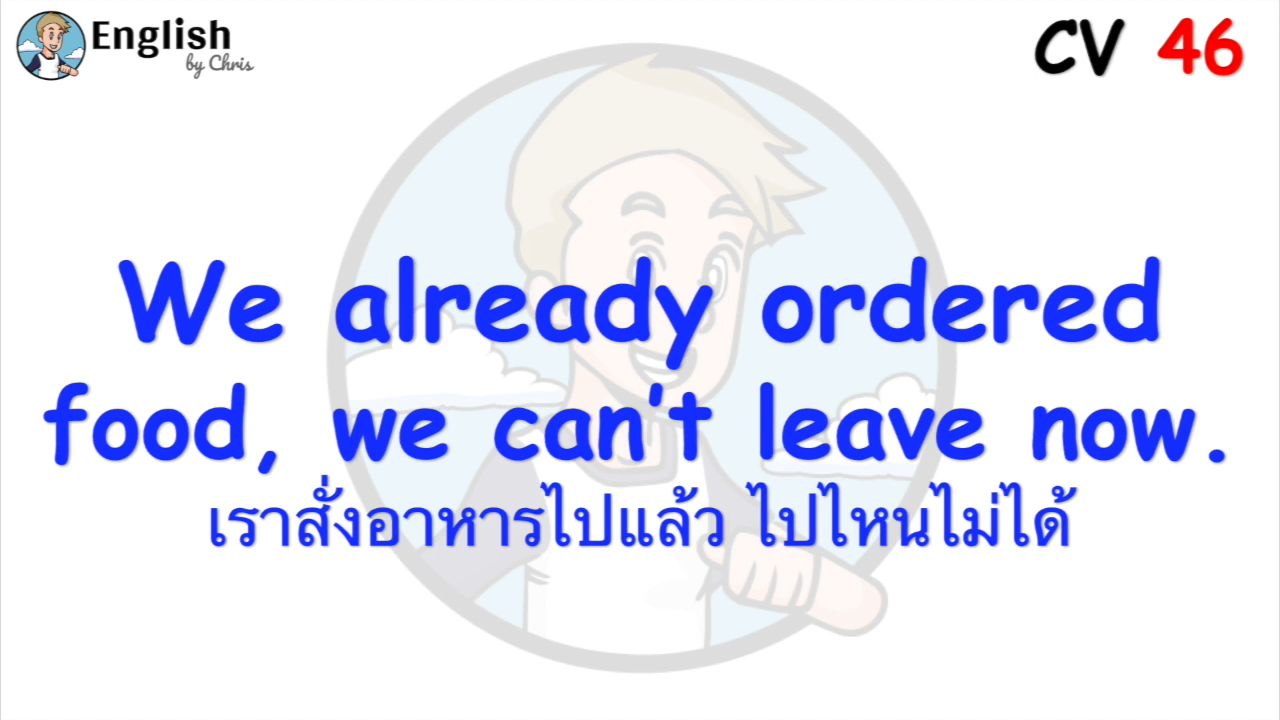 English
by Chris
CV 46
We already ordered
food, we can't leave now.
เราสั่งอาหารไปแล้ว ไปไหนไม่ได้